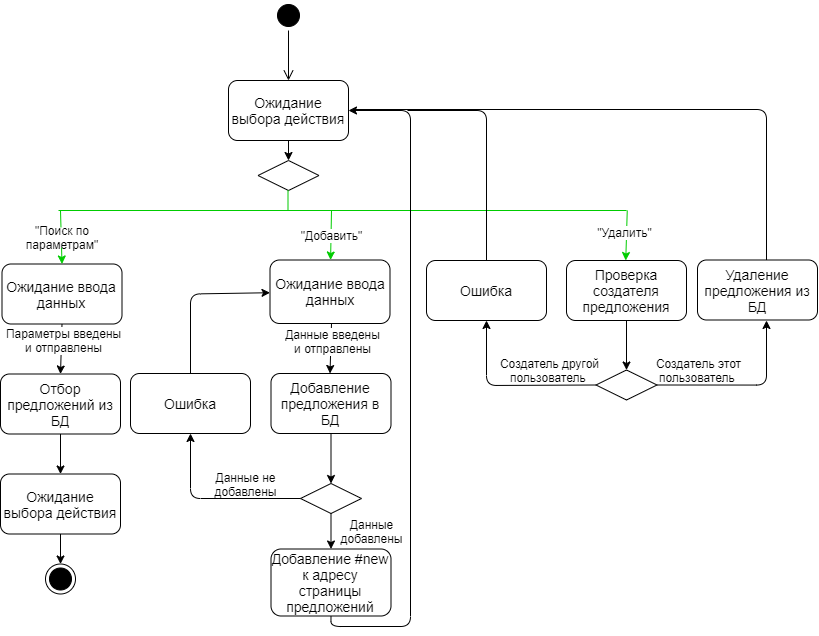 Ожидание
выбора действия
"Поиск по
параметрам"
"Добавить"
"Удалить"
Ожидание ввода
данных
Ожидание ввода
данных
Ошибка
Проверка
создателя
предложения
Удаление
предложения из
БД
Параметры введены
и отправлены
Данные введены
и отправлены
Создатель другой
пользователь
Создатель этот
пользователь
Отбор
предложений из
БД
Ошибка
Добавление
предложения в
БД
Данные не
добавлены
Ожидание
выбора действия
Данные
добавлены
Добавление #new
к адресу
страницы
предложений